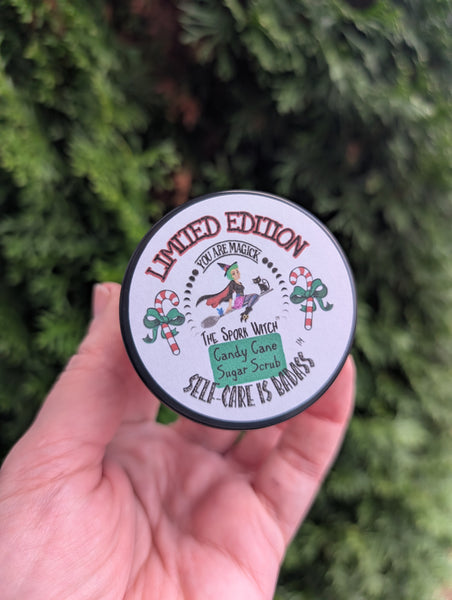 LIMITED EDITION
YOU ARE MAGICK
THE SPORK WITCH
Candy Cane
Sugar Scrub
SELF-CARE IS BADASS